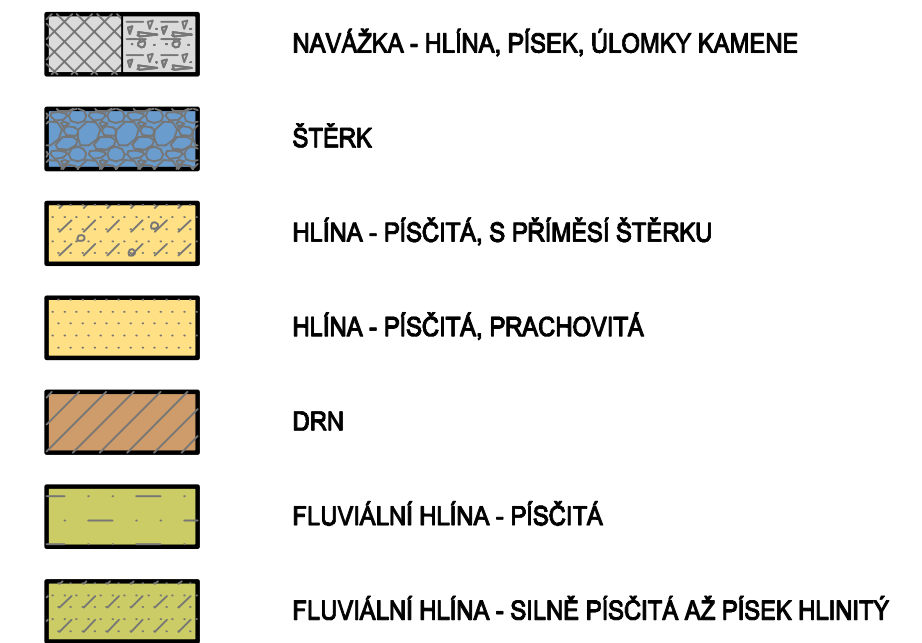 NAVÁŽKA - HLÍNA, PÍSEK, ÚLOMKY KAMENE
ŠTĚRK
HLÍNA - PÍSČITÁ, S PŘÍMĚSÍ ŠTĚRKU
HLÍNA - PÍSČITÁ, PRACHOVITÁ
DRN
FLUVIÁLNÍ HLÍNA - PÍSČITÁ
FLUVIÁLNÍ HLÍNA - SILNĚ PÍSČITÁ AŽ PÍSEK HLINITÝ